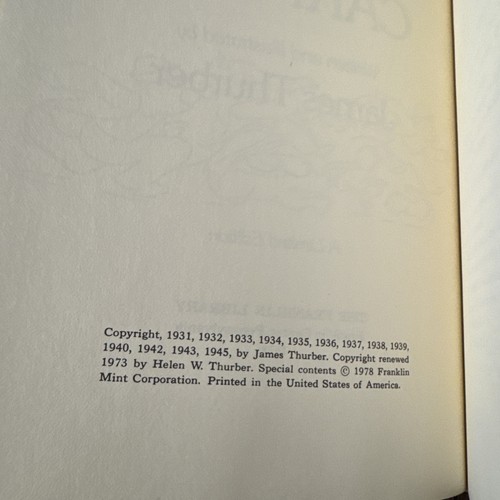 Copyright, 1931, 1932, 1933, 1934, 1935, 1936, 1937, 1938, 1939,
1940, 1942, 1943, 1945, by James Thurber. Copyright renewed
1973 by Helen W. Thurber. Special contents © 1978 Franklin
Mint Corporation. Printed in the United States of America.